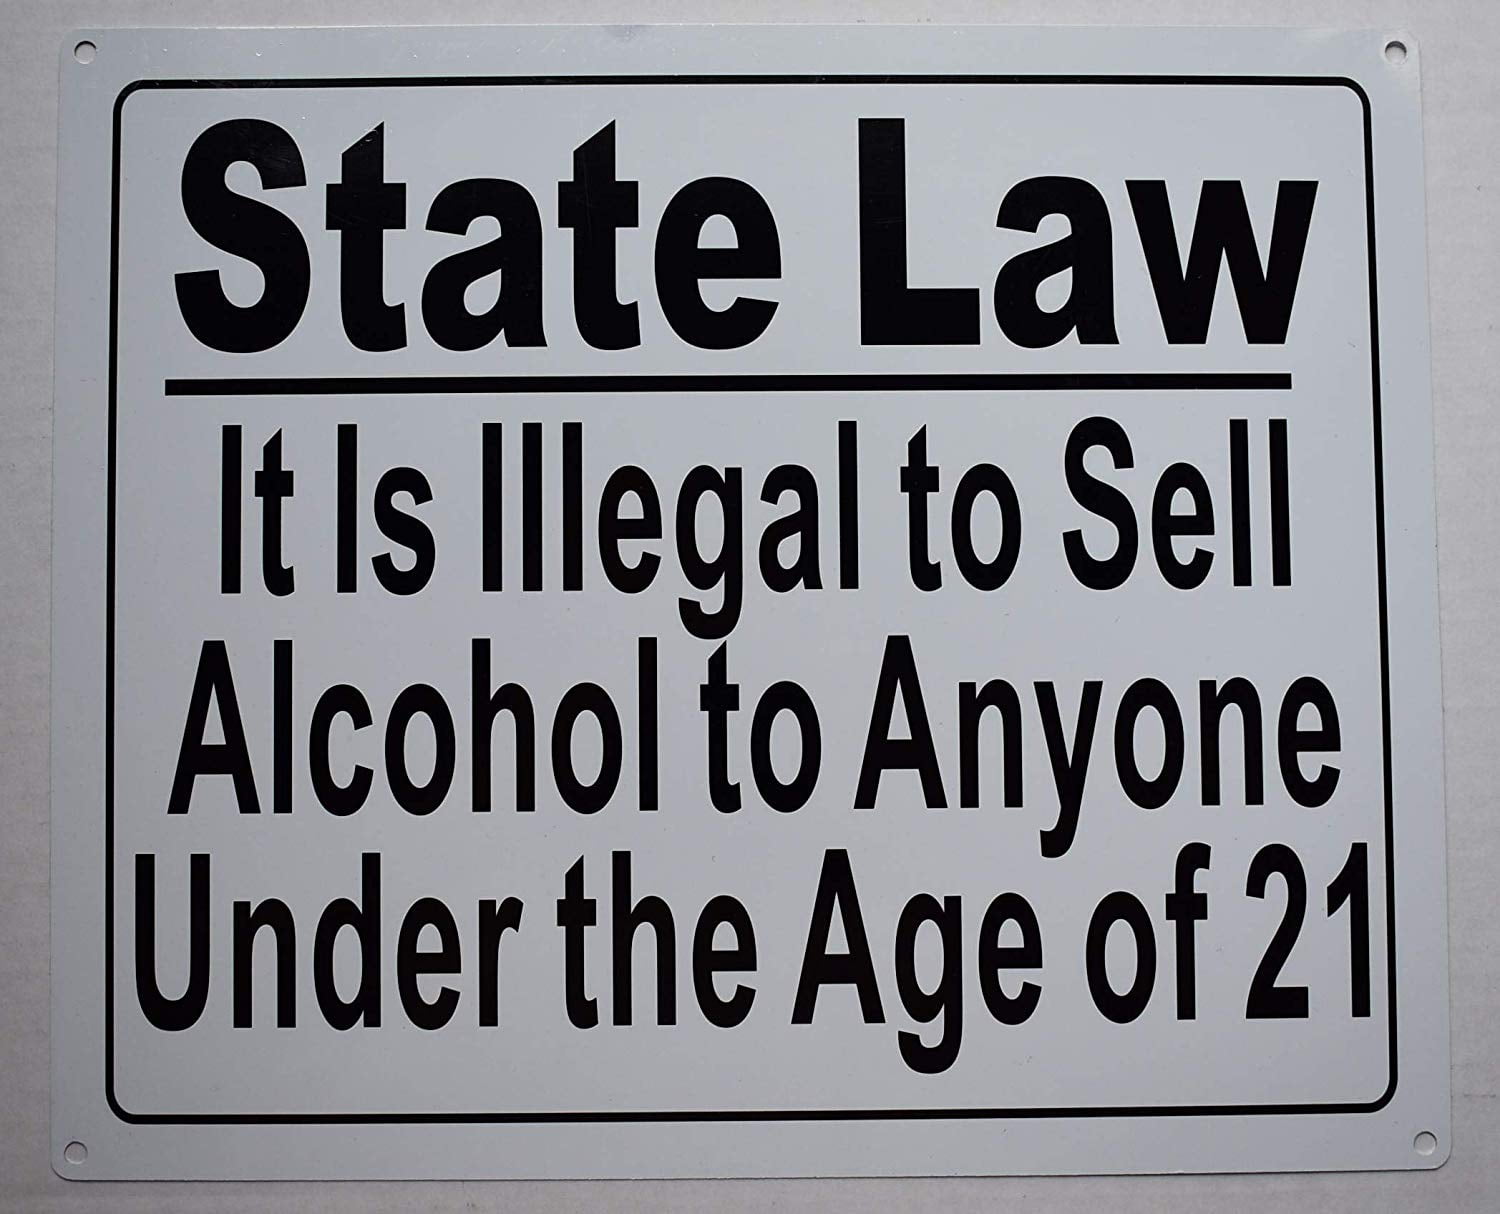 State Law
It Is Illegal to Sell
Alcohol to Anyone
Under the Age of 21